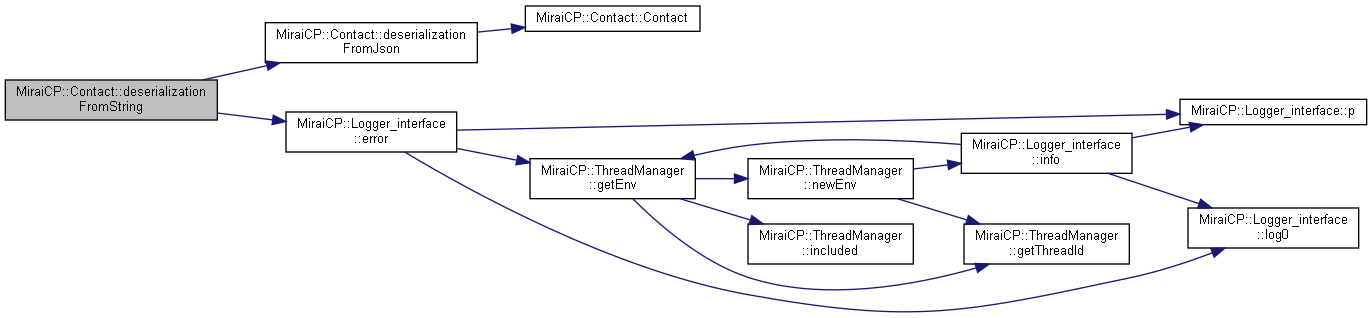 MiraiCP::Contact::deserialization
FromString
MiraiCP::Contact::deserialization
FromJson
MiraiCP::Contact::Contact
MiraiCP::Logger_interface
::error
MiraiCP::ThreadManager
::getEnv
MiraiCP::ThreadManager
::newEnv
MiraiCP::ThreadManager
::included
MiraiCP::Logger_interface
::info
MiraiCP::ThreadManager
::getThreadId
MiraiCP::Logger_interface::p
MiraiCP::Logger_interface
::log0